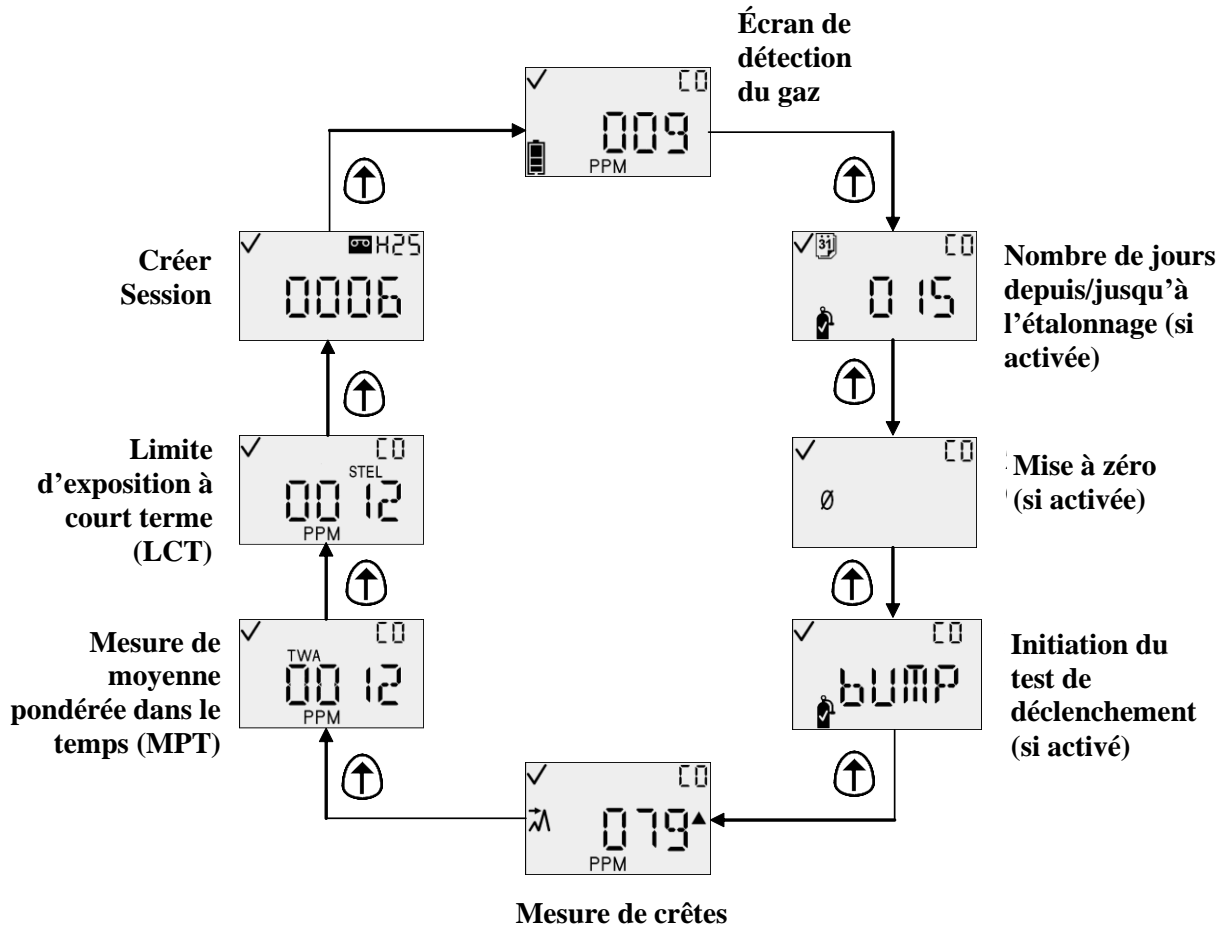 Écran de
détection
du gaz
CO
009
PPM
31
CO
015
Nombre de jours
depuis/jusqu’à
l’étalonnage (si
activée)
CO
Ø
Mise à zéro
(si activée)
CO
bUMP
Initiation du
test de
déclenchement
(si activé)
CO
079
PPM
Mesure de crêtes
CO
TWA
0012
PPM
Mesure de
moyenne
pondérée dans le
temps (MPT)
CO
STEL
0012
PPM
Limite
d’exposition à
court terme
(LCT)
H2S
0006
Créer
Session